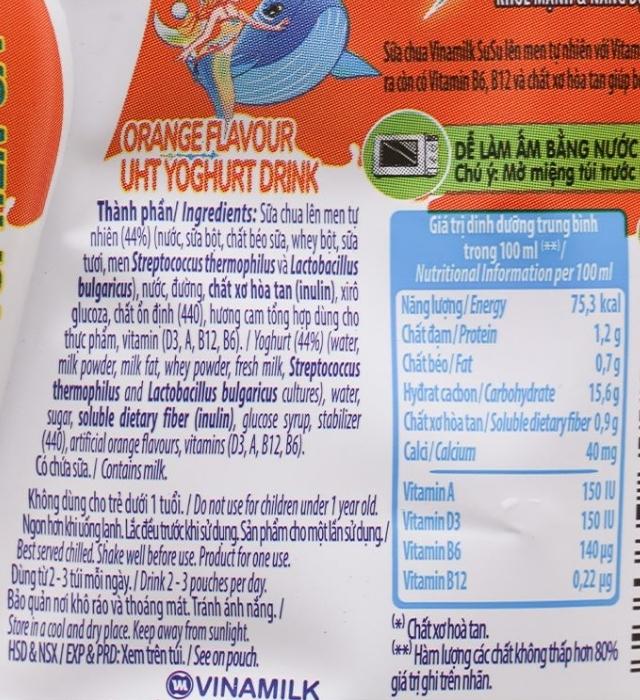 Sữa chua Vinamilk SuSu lên men tự nhiên với Vitam
ra còn có Vitamin B6, B12 và chất xơ hòa tan giúp b
ORANGE FLAVOUR
UHT YOGHURT DRINK
DỄ LÀM ẤM BẰNG NƯỚC
Chú ý: Mở miệng túi trước
Thành phần/ Ingredients: Sữa chua lên men tự
nhiên (44%) (nước, sữa bột, chất béo sữa, whey bột, sữa
tươi, men Streptococcus thermophilus và Lactobacillus
bulgaricus), nước, đường, chất xơ hòa tan (inulin), xirô
glucoza, chất ổn định (440), hương cam tổng hợp dùng cho
thực phẩm, vitamin (D3, A, B12, B6). / Yoghurt (44%) (water,
milk powder, milk fat, whey powder, fresh milk, Streptococcus
thermophilus and Lactobacillus bulgaricus cultures), water,
sugar, soluble dietary fiber (inulin), glucose syrup, stabilizer
(440), artificial orange flavours, vitamins (D3, A, B12, B6).
Có chứa sữa. / Contains milk.
Không dùng cho trẻ dưới 1 tuổi. / Do not use for children under 1 year old.
Ngon hơn khi uống lạnh. Lắc đều trước khi sử dụng. Sản phẩm cho một lần sử dụng. /
Best served chilled. Shake well before use. Product for one use.
Dùng từ 2 - 3 túi mỗi ngày. / Drink 2 - 3 pouches per day.
Bảo quản nơi khô ráo và thoáng mát. Tránh ánh nắng. /
Store in a cool and dry place. Keep away from sunlight.
HSD & NSX / EXP & PRD: Xem trên túi. / See on pouch.
VINAMILK
Giá trị dinh dưỡng trung bình
trong 100 ml (**) /
Nutritional Information per 100 ml
Năng lượng / Energy 75,3 kcal
Chất đạm / Protein 1,2 g
Chất béo / Fat 0,7 g
Hyđrat cacbon / Carbohydrate 15,6 g
Chất xơ hòa tan / Soluble dietary fiber 0,9 g
Calci / Calcium 40 mg
Vitamin A 150 IU
Vitamin D3 150 IU
Vitamin B6 140 µg
Vitamin B12 0,22 µg
(*) Chất xơ hoà tan.
(**) Hàm lượng các chất không thấp hơn 80%
giá trị ghi trên nhãn.